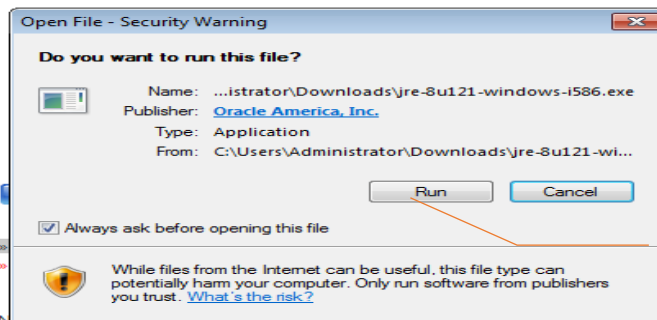 Open File - Security Warning
Do you want to run this file?
Name: ...istrator\Downloads\jre-8u121-windows-i586.exe
Publisher: Oracle America, Inc.
Type: Application
From: C:\Users\Administrator\Downloads\jre-8u121-wi...
Run Cancel
Always ask before opening this file
While files from the Internet can be useful, this file type can
potentially harm your computer. Only run software from publishers
you trust. What's the risk?